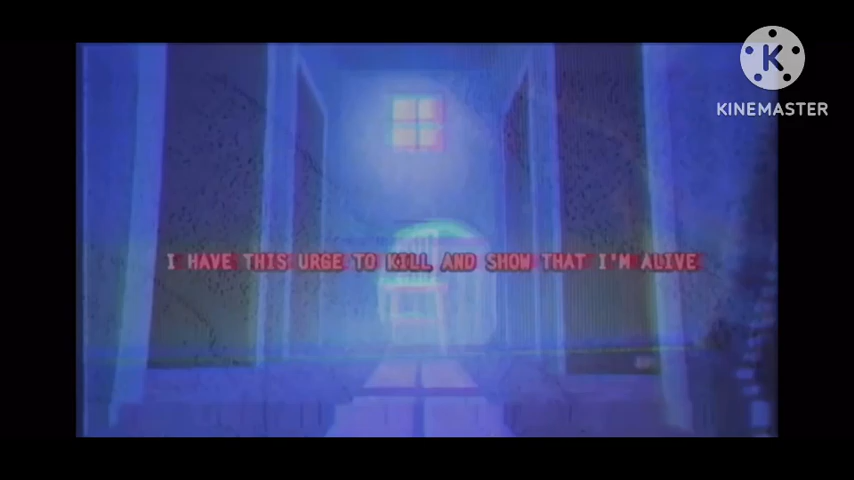 K
KINEMASTER
I HAVE THIS URGE TO KILL AND SHOW THAT I'M ALIVE